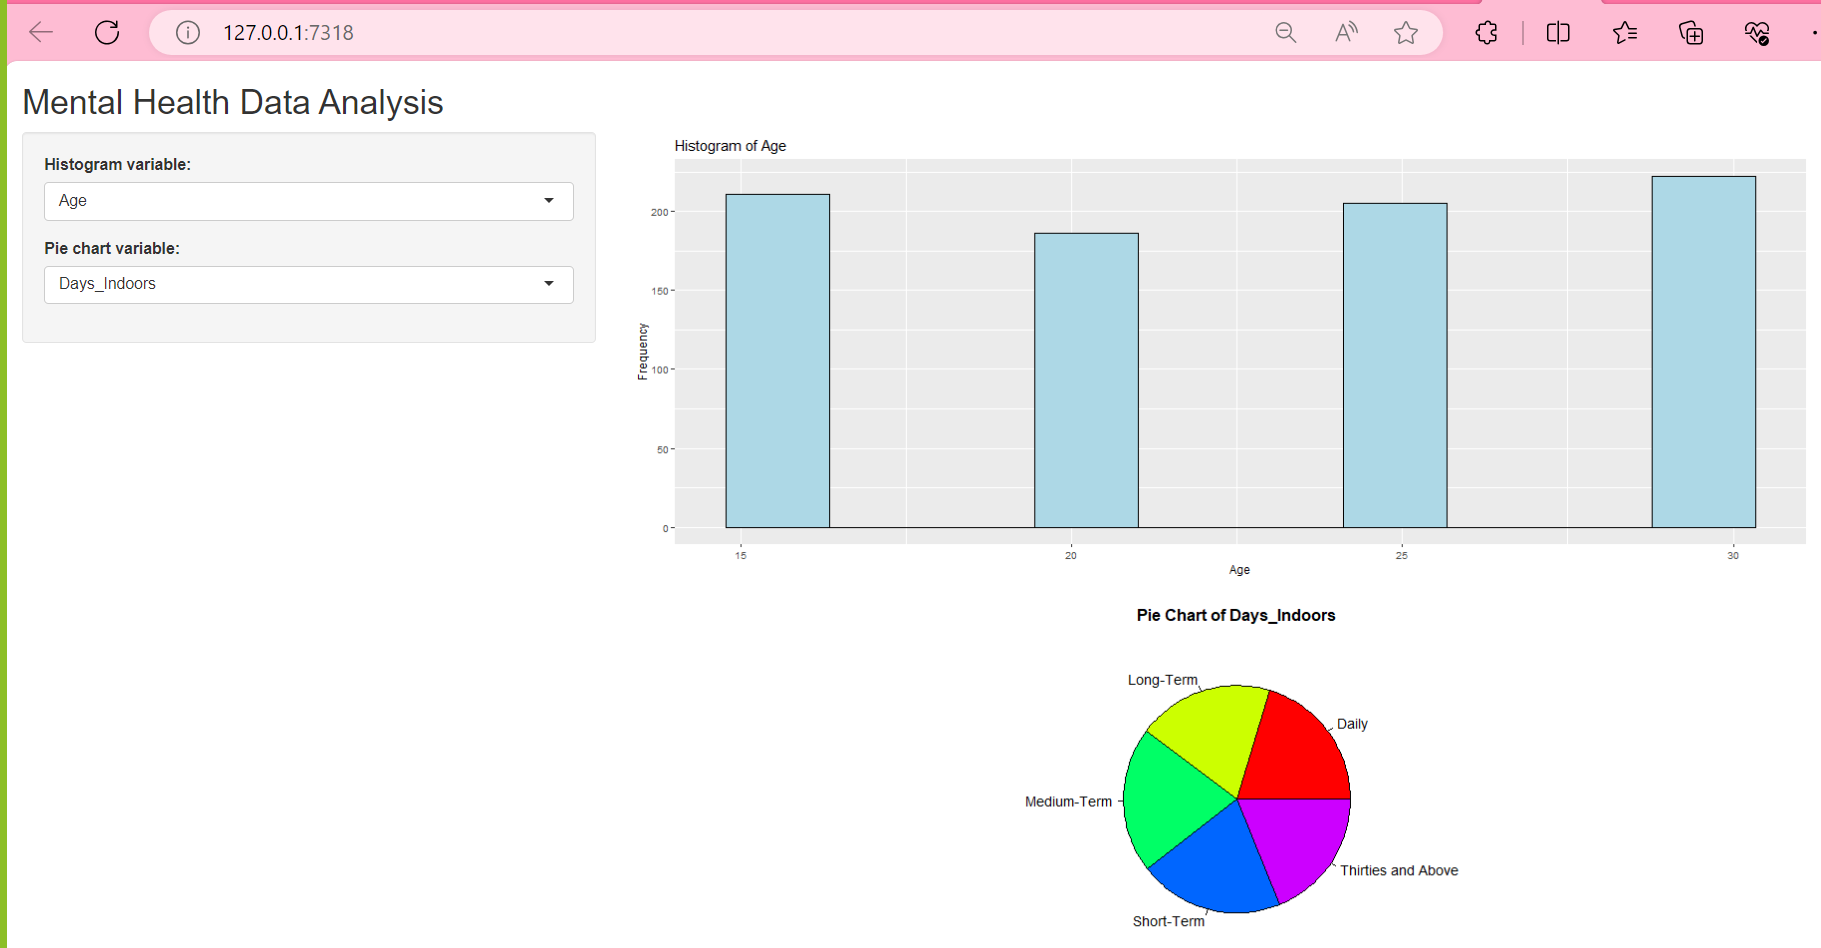 127.0.0.1:7318
Mental Health Data Analysis
Histogram variable:
Age
Pie chart variable:
Days_Indoors
Histogram of Age
200
150
100
50
0
Frequency
15 20 25 30
Age
Pie Chart of Days_Indoors
Long-Term
Daily
Medium-Term
Thirties and Above
Short-Term